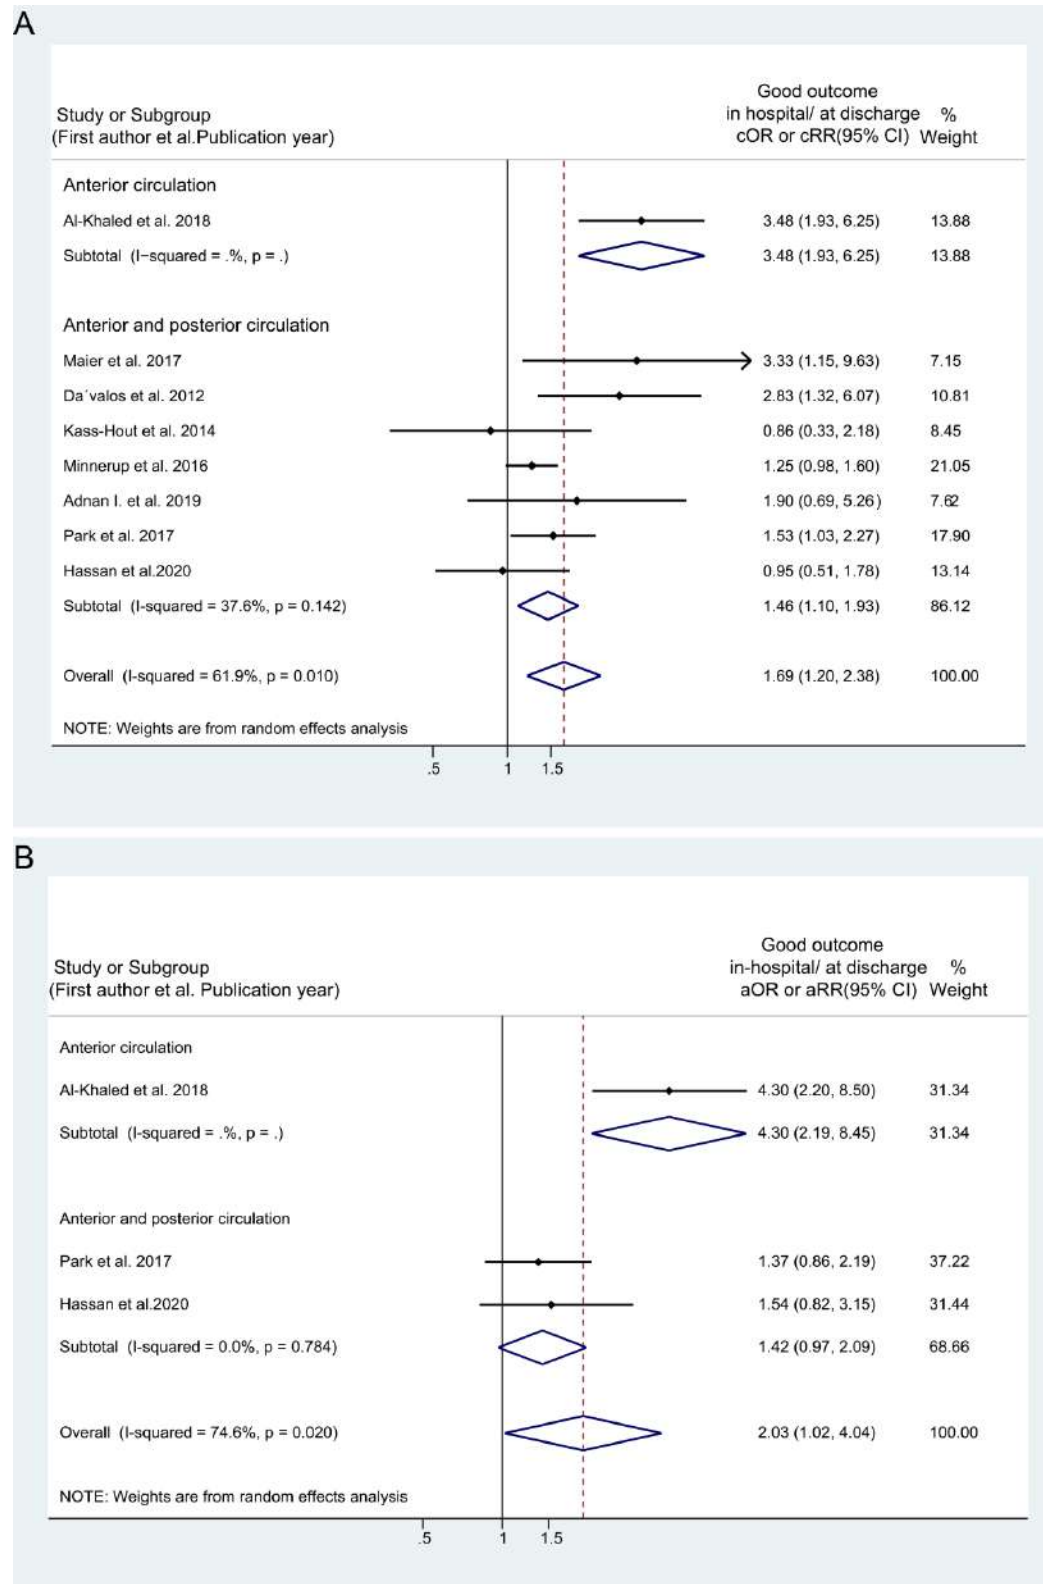 A
Good outcome
Study or Subgroup in hospital/ at discharge %
(First author et al.Publication year) cOR or cRR(95% CI) Weight
Anterior circulation
Al-Khaled et al. 2018 3.48 (1.93, 6.25) 13.88
Subtotal (I−squared = .%, p = .) 3.48 (1.93, 6.25) 13.88
Anterior and posterior circulation
Maier et al. 2017 3.33 (1.15, 9.63) 7.15
Da´valos et al. 2012 2.83 (1.32, 6.07) 10.81
Kass-Hout et al. 2014 0.86 (0.33, 2.18) 8.45
Minnerup et al. 2016 1.25 (0.98, 1.60) 21.05
Adnan I. et al. 2019 1.90 (0.69, 5.26) 7.62
Park et al. 2017 1.53 (1.03, 2.27) 17.90
Hassan et al.2020 0.95 (0.51, 1.78) 13.14
Subtotal (I-squared = 37.6%, p = 0.142) 1.46 (1.10, 1.93) 86.12
Overall (I-squared = 61.9%, p = 0.010) 1.69 (1.20, 2.38) 100.00
NOTE: Weights are from random effects analysis
.5 1 1.5
B
Good outcome
Study or Subgroup in-hospital/ at discharge %
(First author et al. Publication year) aOR or aRR(95% CI) Weight
Anterior circulation
Al-Khaled et al. 2018 4.30 (2.20, 8.50) 31.34
Subtotal (I-squared = .%, p = .) 4.30 (2.19, 8.45) 31.34
Anterior and posterior circulation
Park et al. 2017 1.37 (0.86, 2.19) 37.22
Hassan et al.2020 1.54 (0.82, 3.15) 31.44
Subtotal (I-squared = 0.0%, p = 0.784) 1.42 (0.97, 2.09) 68.66
Overall (I-squared = 74.6%, p = 0.020) 2.03 (1.02, 4.04) 100.00
NOTE: Weights are from random effects analysis
.5 1 1.5